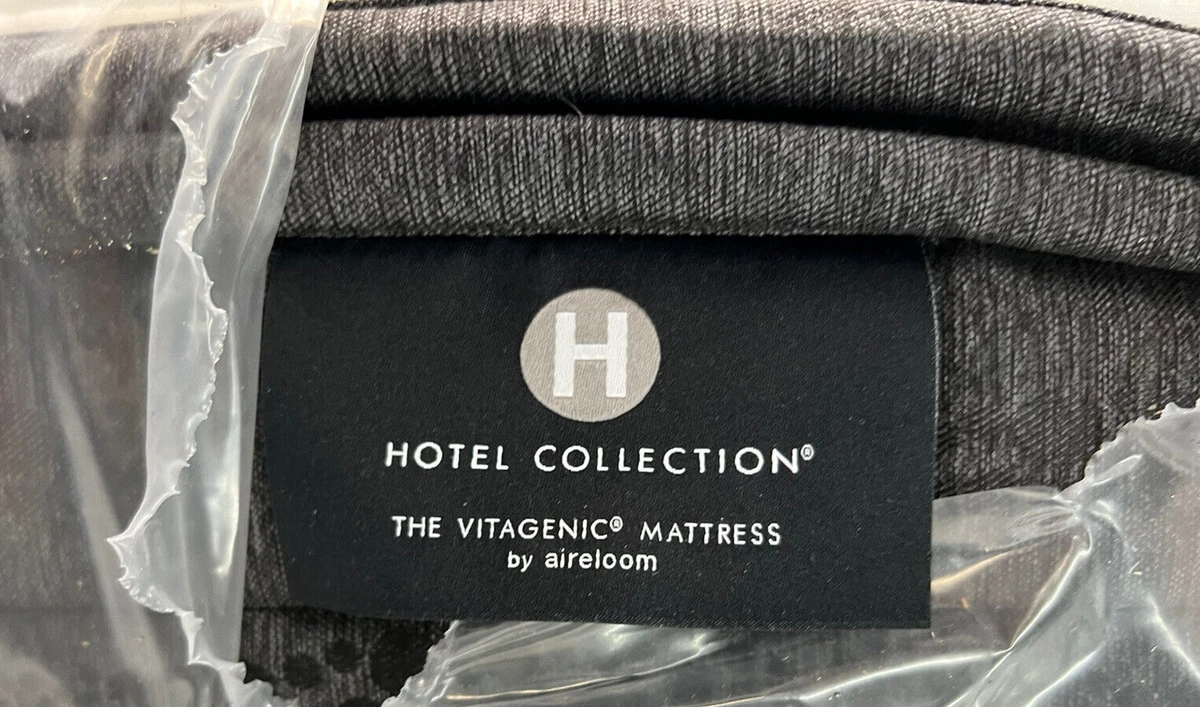 H
HOTEL COLLECTION®
THE VITAGENIC® MATTRESS
by aireloom